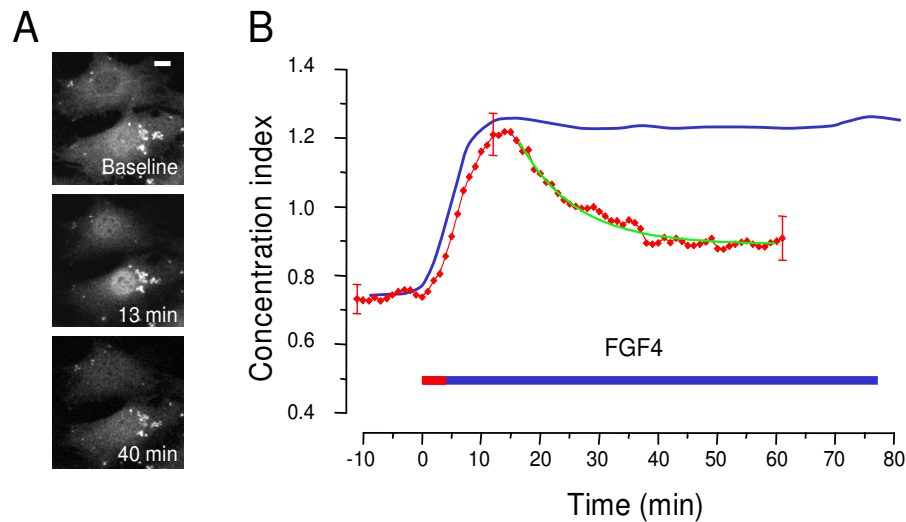 A
Baseline
13 min
40 min
B
Concentration index
1.4
1.2
1.0
0.8
0.6
0.4
FGF4
-10 0 10 20 30 40 50 60 70 80
Time (min)